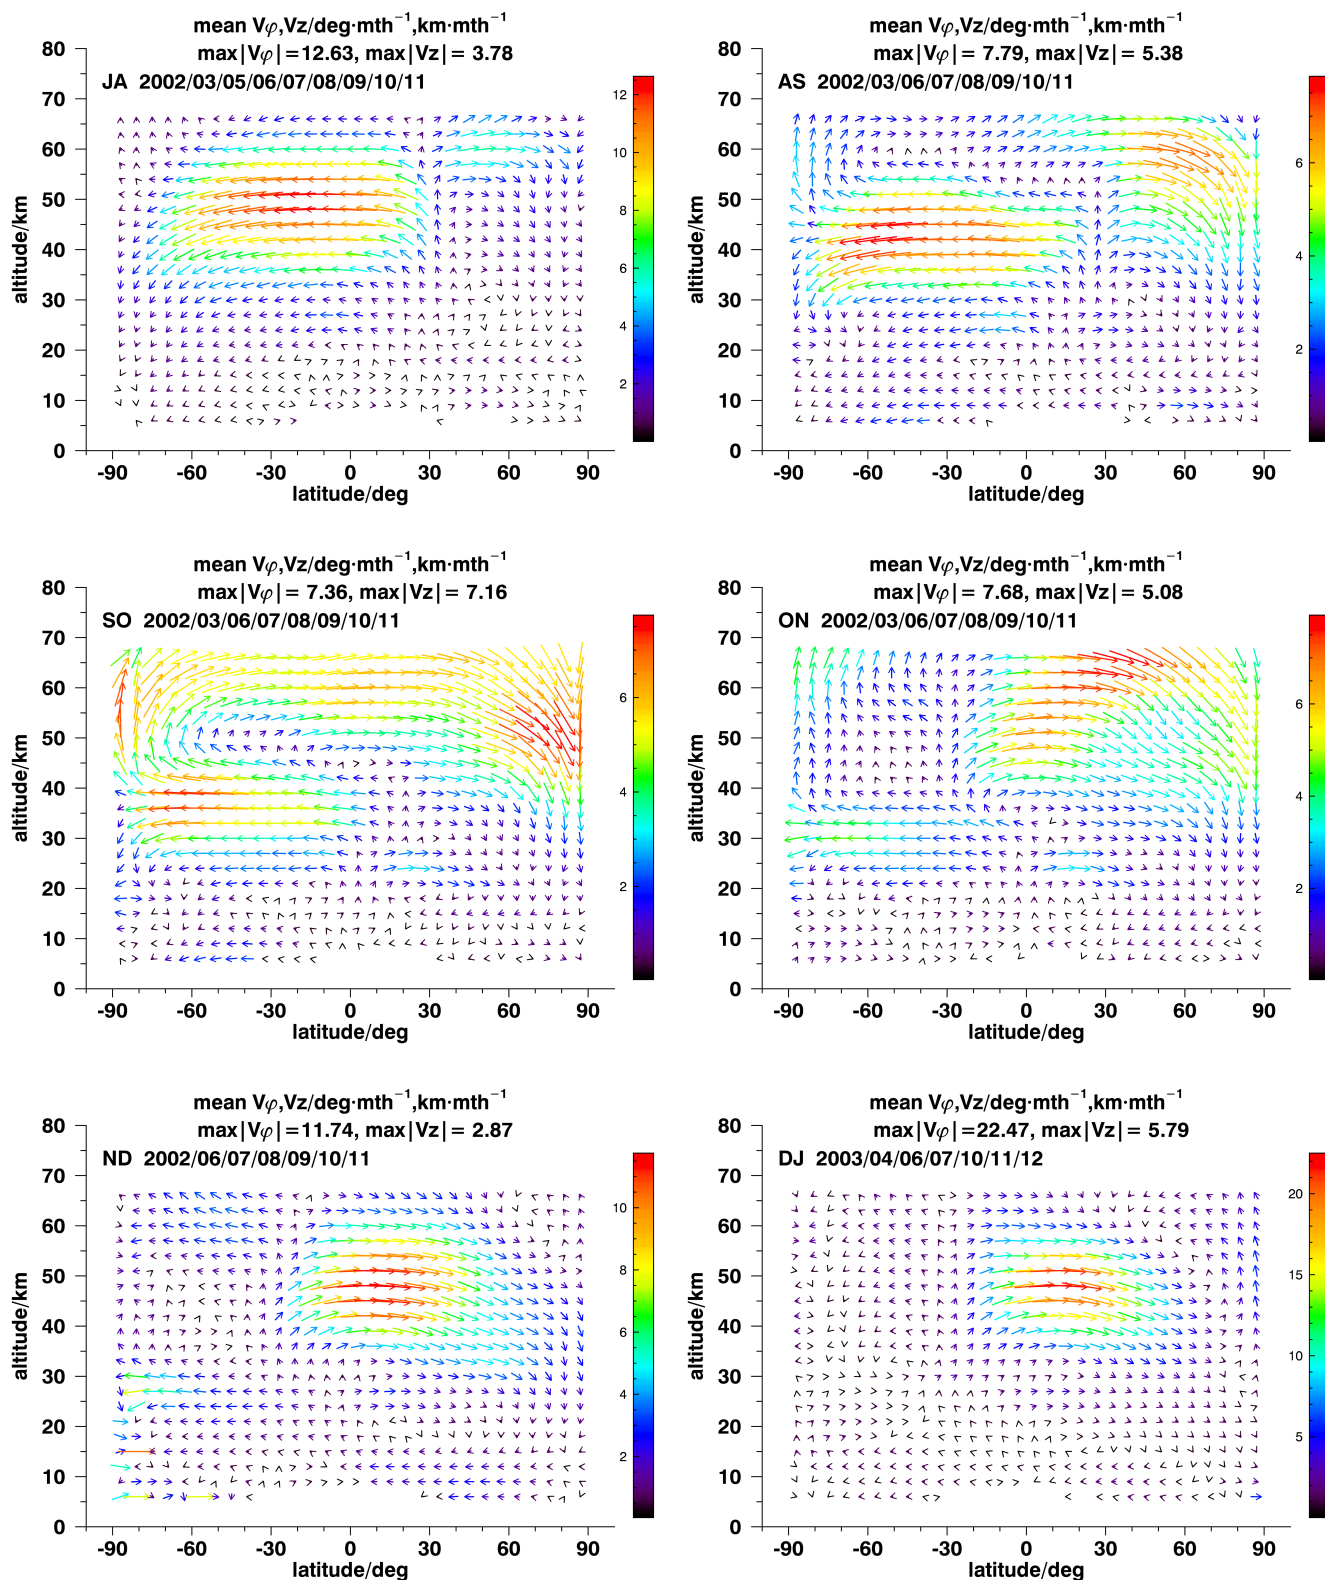 mean Vφ,Vz/deg·mth⁻¹,km·mth⁻¹
max|Vφ|=12.63, max|Vz|= 3.78
JA 2002/03/05/06/07/08/09/10/11
80
70
60
50
40
30
20
10
0
altitude/km
-90 -60 -30 0 30 60 90
latitude/deg
12
10
8
6
4
2
mean Vφ,Vz/deg·mth⁻¹,km·mth⁻¹
max|Vφ|= 7.79, max|Vz|= 5.38
AS 2002/03/06/07/08/09/10/11
80
70
60
50
40
30
20
10
0
altitude/km
-90 -60 -30 0 30 60 90
latitude/deg
6
4
2
mean Vφ,Vz/deg·mth⁻¹,km·mth⁻¹
max|Vφ|= 7.36, max|Vz|= 7.16
SO 2002/03/06/07/08/09/10/11
80
70
60
50
40
30
20
10
0
altitude/km
-90 -60 -30 0 30 60 90
latitude/deg
6
4
2
mean Vφ,Vz/deg·mth⁻¹,km·mth⁻¹
max|Vφ|= 7.68, max|Vz|= 5.08
ON 2002/03/06/07/08/09/10/11
80
70
60
50
40
30
20
10
0
altitude/km
-90 -60 -30 0 30 60 90
latitude/deg
6
4
2
mean Vφ,Vz/deg·mth⁻¹,km·mth⁻¹
max|Vφ|=11.74, max|Vz|= 2.87
ND 2002/06/07/08/09/10/11
80
70
60
50
40
30
20
10
0
altitude/km
-90 -60 -30 0 30 60 90
latitude/deg
10
8
6
4
2
mean Vφ,Vz/deg·mth⁻¹,km·mth⁻¹
max|Vφ|=22.47, max|Vz|= 5.79
DJ 2003/04/06/07/10/11/12
80
70
60
50
40
30
20
10
0
altitude/km
-90 -60 -30 0 30 60 90
latitude/deg
20
15
10
5